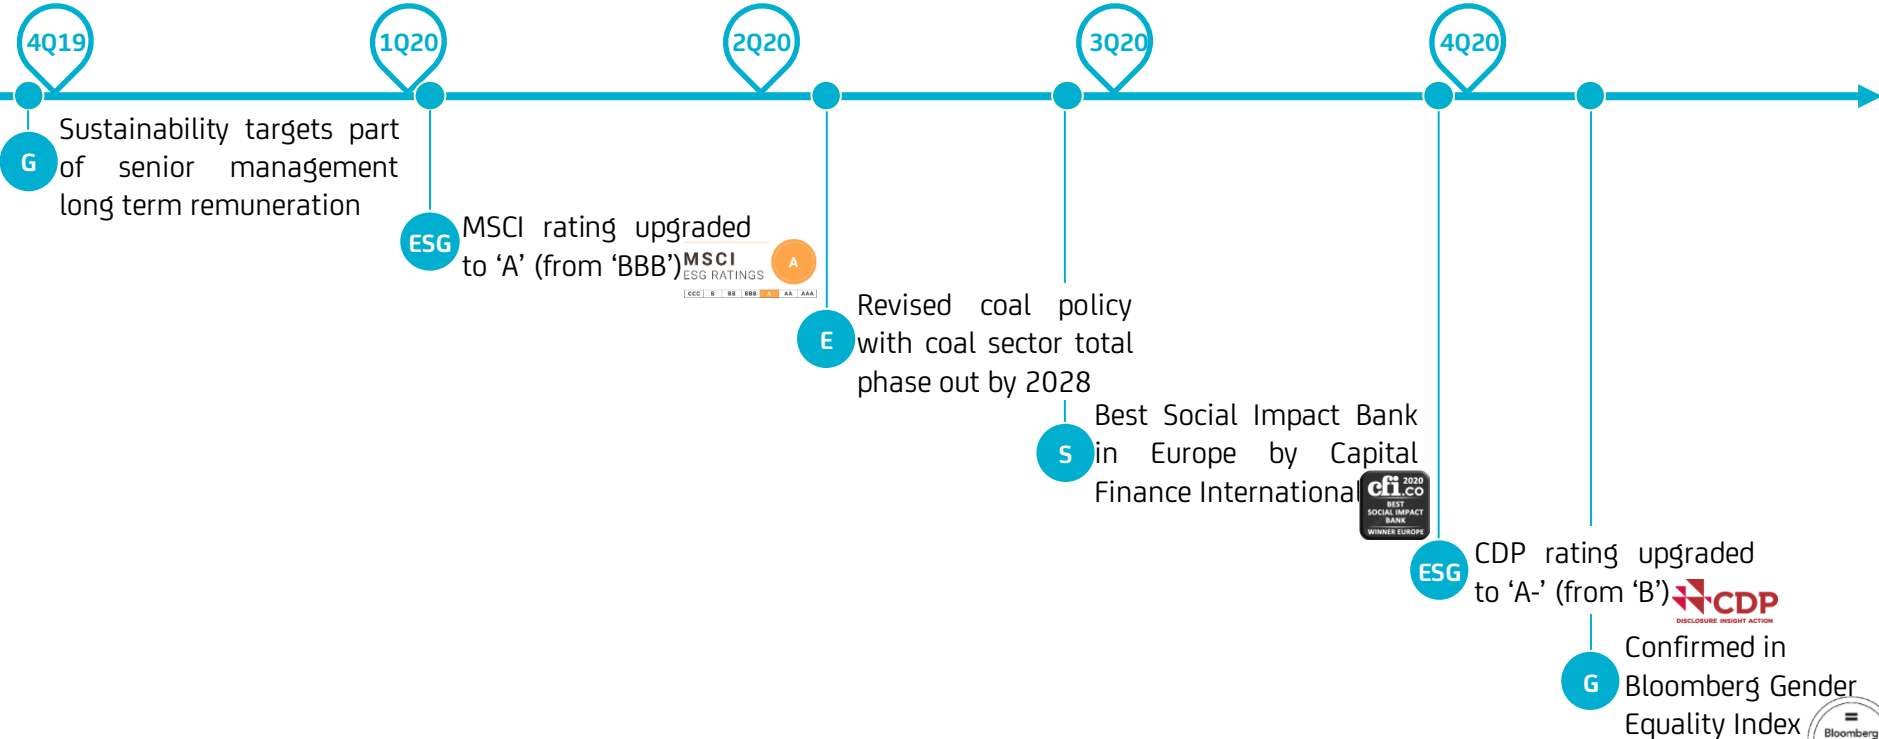 4Q19
1Q20
2Q20
3Q20
4Q20
G
Sustainability targets part
of senior management
long term remuneration
ESG
MSCI rating upgraded
to ‘A’ (from ‘BBB’)
MSCI
ESG RATINGS
A
CCC B BB BBB A AA AAA
E
Revised coal policy
with coal sector total
phase out by 2028
S
Best Social Impact Bank
in Europe by Capital
Finance International
cfi.co 2020
BEST
SOCIAL IMPACT
BANK
WINNER EUROPE
ESG
CDP rating upgraded
to ‘A-’ (from ‘B’)
CDP
DISCLOSURE INSIGHT ACTION
G
Confirmed in
Bloomberg Gender
Equality Index
Bloomberg